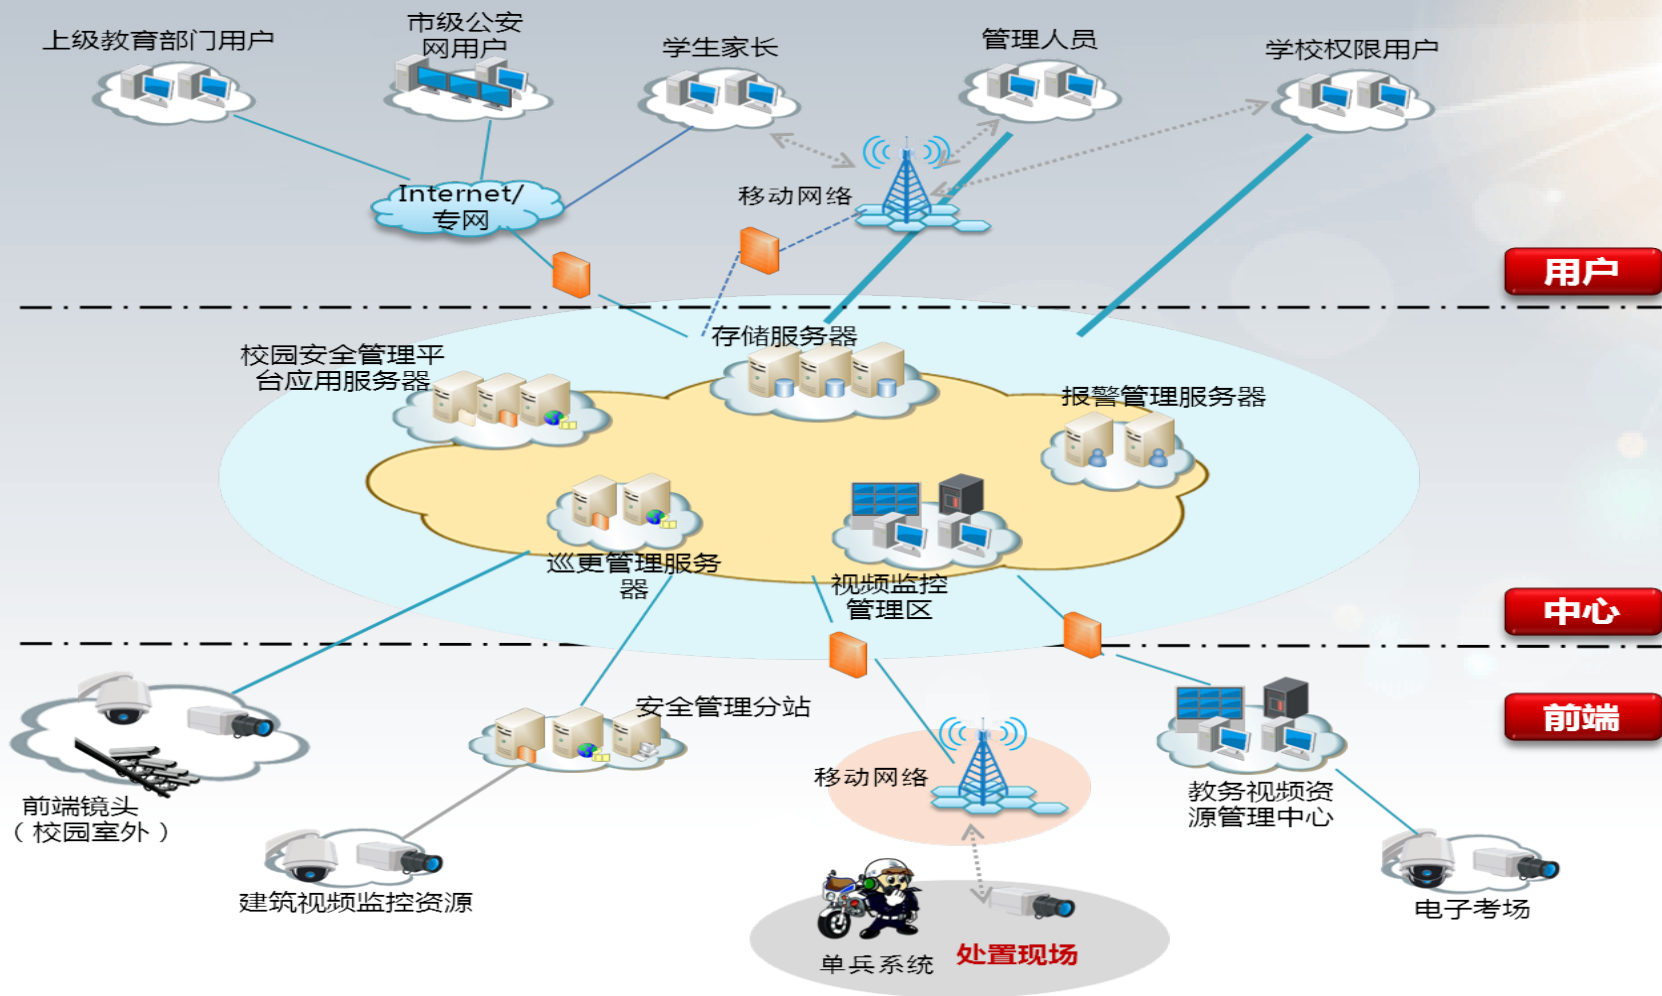 上级教育部门用户
市级公安
网用户
学生家长
管理人员
学校权限用户
Internet/
专网
移动网络
用户
校园安全管理平
台应用服务器
存储服务器
报警管理服务器
巡更管理服务
器
视频监控
管理区
中心
前端
安全管理分站
前端镜头
（校园室外）
移动网络
教务视频资
源管理中心
建筑视频监控资源
电子考场
单兵系统
处置现场